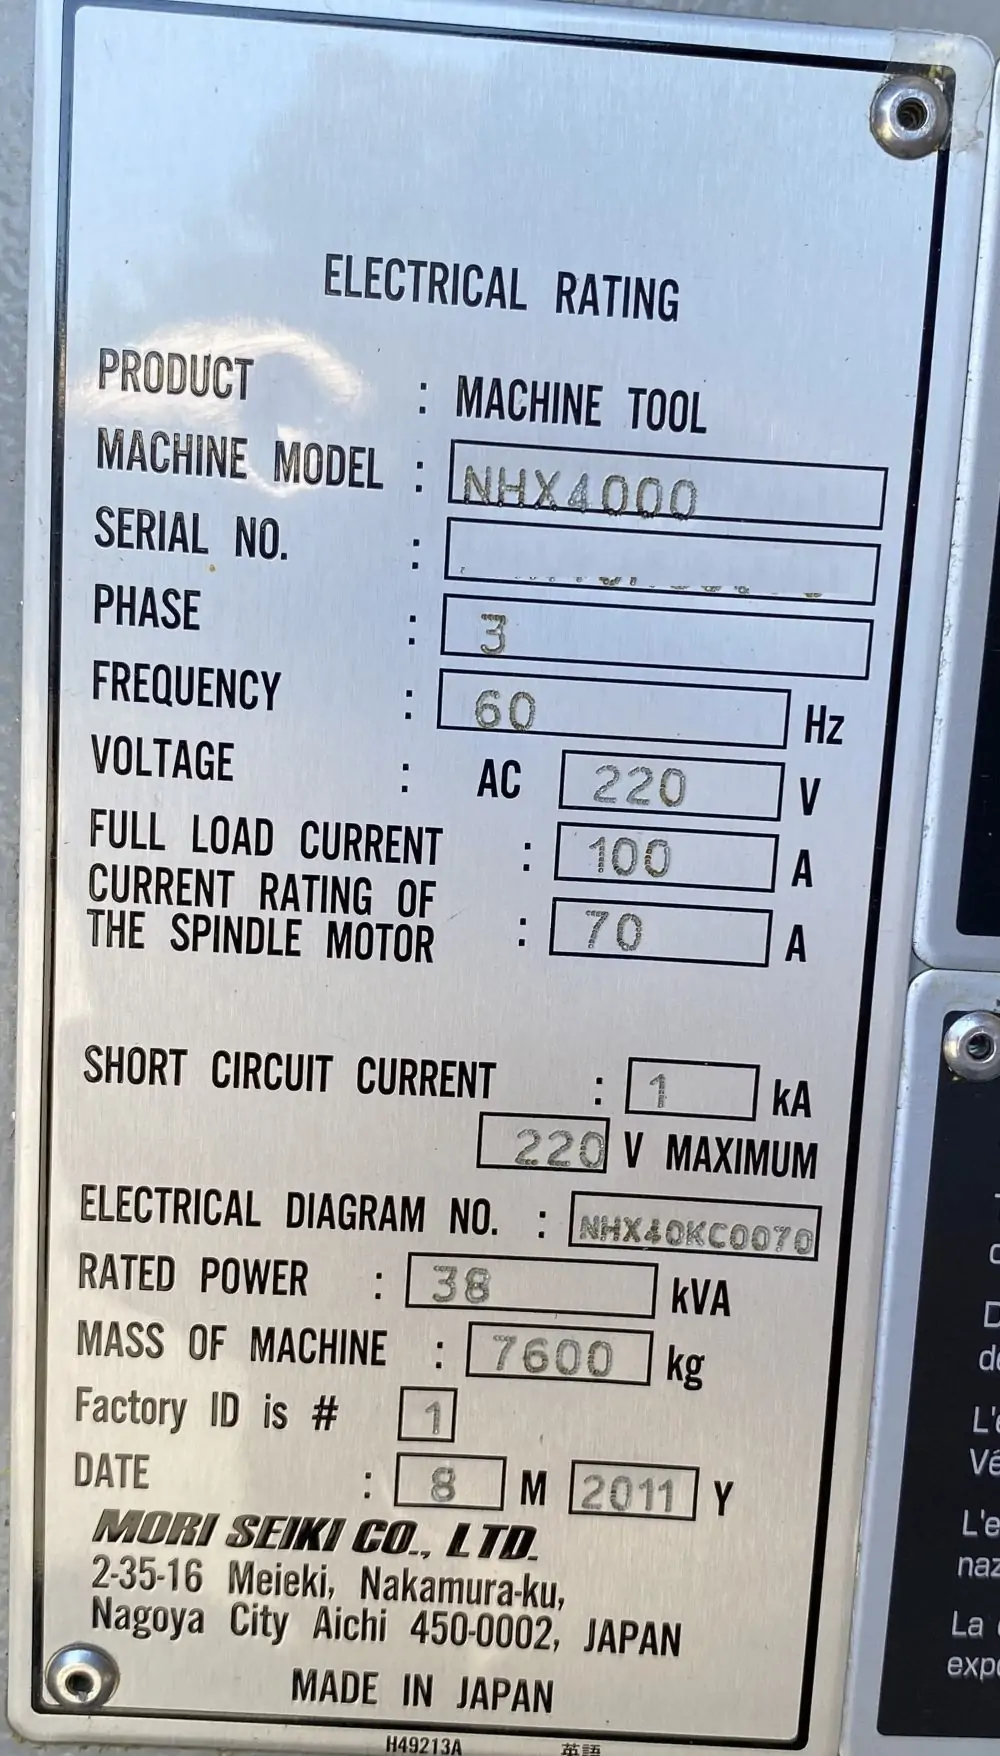 ELECTRICAL RATING
PRODUCT : MACHINE TOOL
MACHINE MODEL : NHX4000
SERIAL NO. :
PHASE : 3
FREQUENCY : 60 Hz
VOLTAGE : AC 220 V
FULL LOAD CURRENT : 100 A
CURRENT RATING OF
THE SPINDLE MOTOR : 70 A
SHORT CIRCUIT CURRENT : 1 kA
220 V MAXIMUM
ELECTRICAL DIAGRAM NO. : NHX40KC0070
RATED POWER : 38 kVA
MASS OF MACHINE : 7600 kg
Factory ID is # 1
DATE : 8 M 2011 Y
MORI SEIKI CO., LTD.
2-35-16 Meieki, Nakamura-ku,
Nagoya City Aichi 450-0002, JAPAN
MADE IN JAPAN
H49213A 英語
La